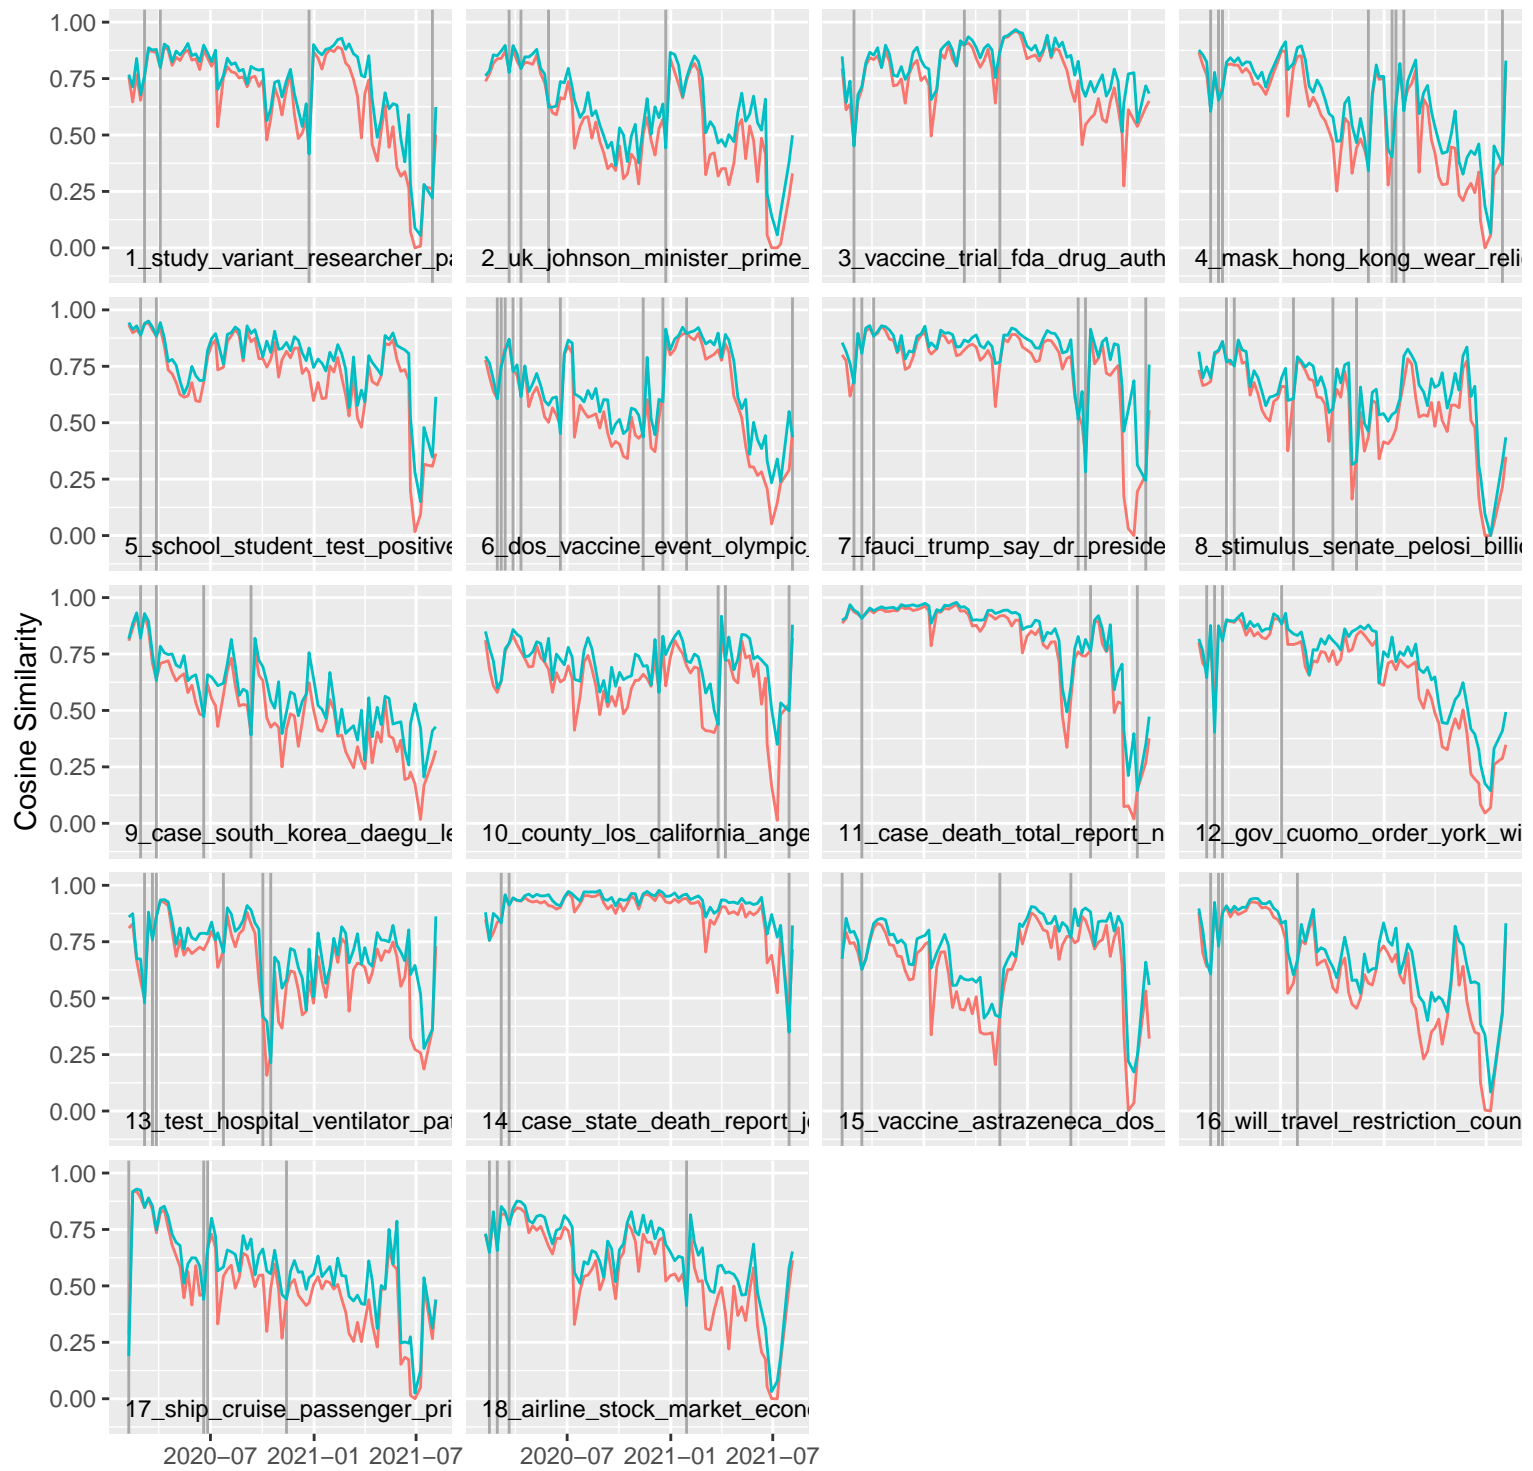 1.00
0.75
0.50
0.25
0.00
1_study_variant_researcher_pa
2_uk_johnson_minister_prime_
3_vaccine_trial_fda_drug_auth
4_mask_hong_kong_wear_reli
1.00
0.75
0.50
0.25
0.00
5_school_student_test_positive
6_dos_vaccine_event_olympic_
7_fauci_trump_say_dr_preside
8_stimulus_senate_pelosi_billi
Cosine Similarity
1.00
0.75
0.50
0.25
0.00
9_case_south_korea_daegu_le
10_county_los_california_ange
11_case_death_total_report_n
12_gov_cuomo_order_york_wi
1.00
0.75
0.50
0.25
0.00
13_test_hospital_ventilator_pat
14_case_state_death_report_j
15_vaccine_astrazeneca_dos_
16_will_travel_restriction_coun
1.00
0.75
0.50
0.25
0.00
17_ship_cruise_passenger_pri
18_airline_stock_market_econ
2020−07 2021−01 2021−07
2020−07 2021−01 2021−07